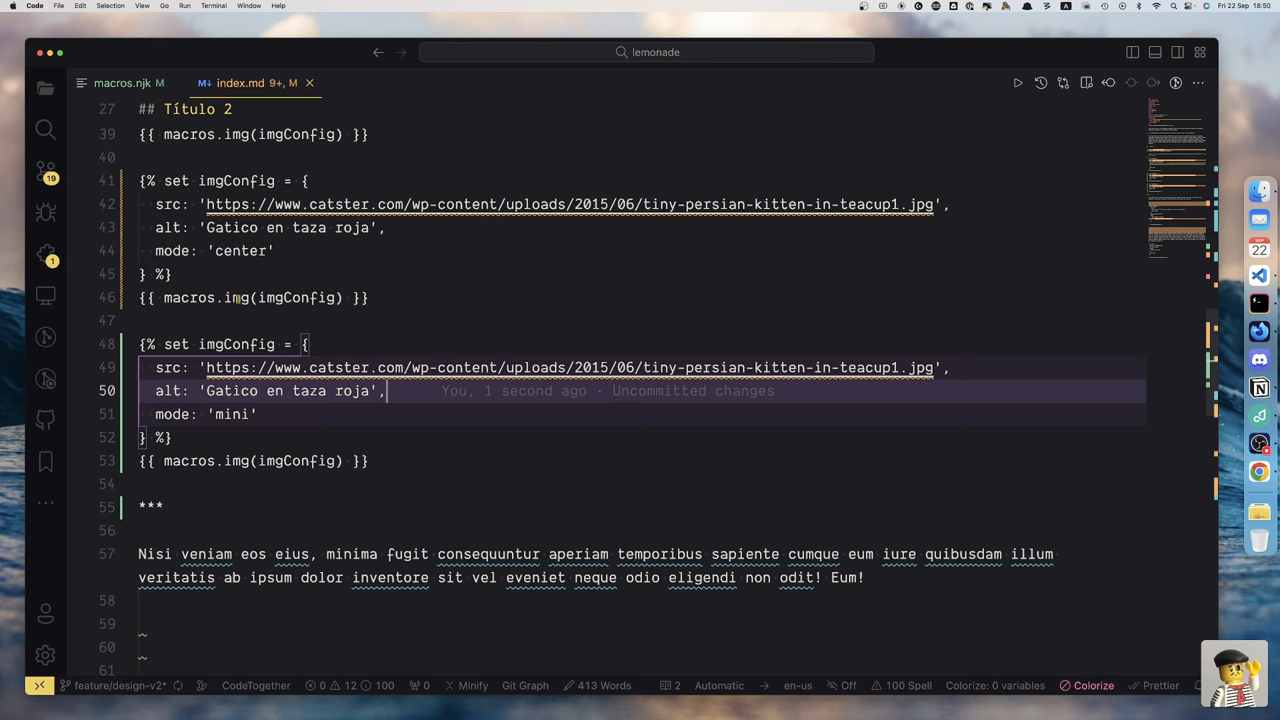 Code File Edit Selection View Go Run Terminal Window Help Fri 22 Sep 18:50
lemonade
macros.njk M index.md 9+, M
27 ## Título 2
39 {{ macros.img(imgConfig) }}
40
41 {% set imgConfig = {
42 src: 'https://www.catster.com/wp-content/uploads/2015/06/tiny-persian-kitten-in-teacup1.jpg',
43 alt: 'Gatico en taza roja',
44 mode: 'center'
45 } %}
46 {{ macros.img(imgConfig) }}
47
48 {% set imgConfig = {
49 src: 'https://www.catster.com/wp-content/uploads/2015/06/tiny-persian-kitten-in-teacup1.jpg',
50 alt: 'Gatico en taza roja', You, 1 second ago · Uncommitted changes
51 mode: 'mini'
52 } %}
53 {{ macros.img(imgConfig) }}
54
55 ***
56
57 Nisi veniam eos eius, minima fugit consequuntur aperiam temporibus sapiente cumque eum iure quibusdam illum
veritatis ab ipsum dolor inventore sit vel eveniet neque odio eligendi non odit! Eum!
58
59
60
61
19
1
SEP 22
feature/design-v2* CodeTogether 0 12 100 0 Minify Git Graph 413 Words 2 Automatic en-us Off 100 Spell Colorize: 0 variables Colorize Prettier